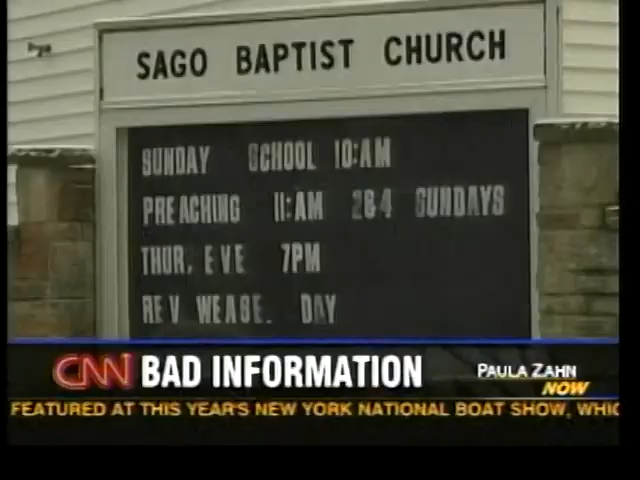 SAGO BAPTIST CHURCH
SUNDAY SCHOOL 10:AM
PREACHING 11:AM 2&4 SUNDAYS
THUR. EVE 7PM
REV WEASE. DAY
CNN BAD INFORMATION PAULA ZAHN
NOW
FEATURED AT THIS YEAR'S NEW YORK NATIONAL BOAT SHOW, WHIC